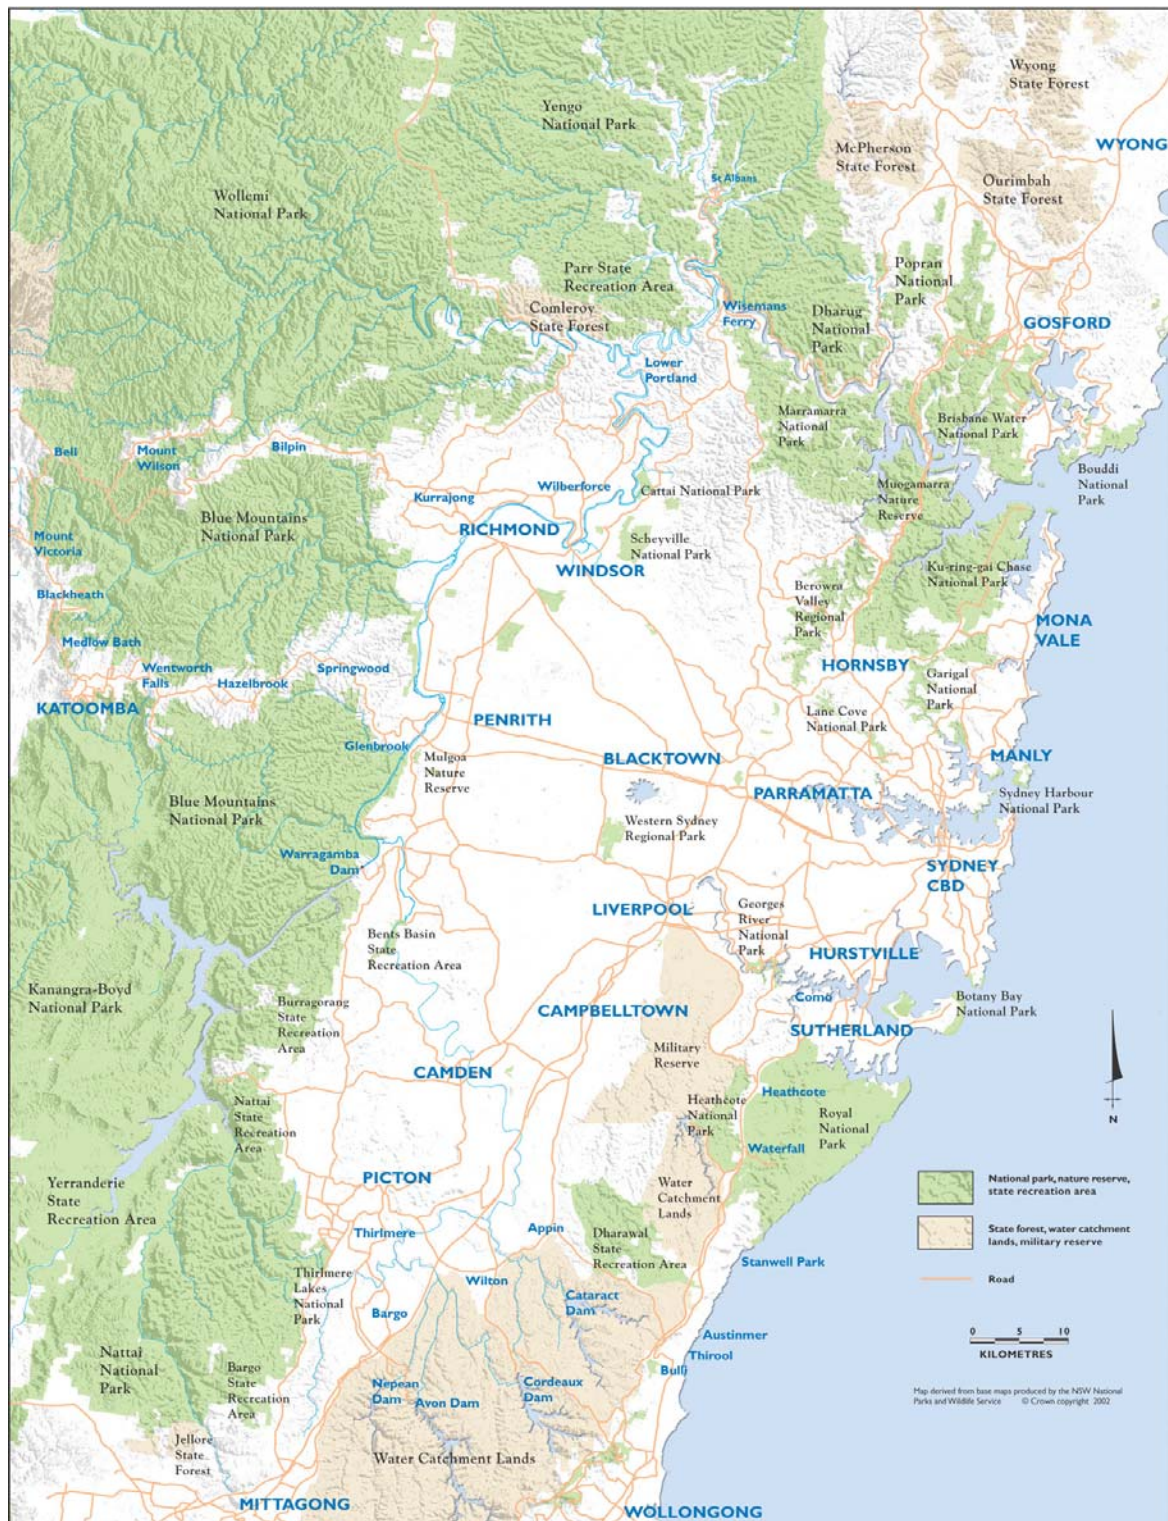 Wyong
State Forest
Yengo
National Park
WYONG
McPherson
State Forest
St Albans
Ourimbah
State Forest
Wollemi
National Park
Parr State
Recreation Area
Popran
National
Park
Comleroy
State Forest
Wisemans
Ferry
Dharug
National
Park
GOSFORD
Lower
Portland
Marramarra
National
Park
Brisbane Water
National Park
Bell
Mount
Wilson
Bilpin
Bouddi
National
Park
Kurrajong
Wilberforce
Cattai National Park
Muogamarra
Nature
Reserve
Blue Mountains
National Park
RICHMOND
Mount
Victoria
Scheyville
National Park
WINDSOR
Ku-ring-gai Chase
National Park
Blackheath
Berowra
Valley
Regional
Park
MONA
VALE
Medlow Bath
Wentworth
Falls
Hazelbrook
Springwood
HORNSBY
Garigal
National
Park
KATOOMBA
PENRITH
Lane Cove
National Park
Glenbrook
Mulgoa
Nature
Reserve
BLACKTOWN
MANLY
Blue Mountains
National Park
PARRAMATTA
Sydney Harbour
National Park
Western Sydney
Regional Park
Warragamba
Dam
SYDNEY
CBD
LIVERPOOL
Georges
River
National
Park
Bents Basin
State
Recreation Area
HURSTVILLE
Kanangra-Boyd
National Park
Burragorang
State
Recreation
Area
CAMPBELLTOWN
Como
Botany Bay
National Park
SUTHERLAND
Military
Reserve
CAMDEN
Nattai
State
Recreation
Area
Heathcote
National
Park
Heathcote
Royal
National
Park
N
Waterfall
Yerranderie
State
Recreation Area
PICTON
Water
Catchment
Lands
National park, nature reserve,
state recreation area
Thirlmere
Appin
Dharawal
State
Recreation Area
State forest, water catchment
lands, military reserve
Stanwell Park
Thirlmere
Lakes
National
Park
Wilton
Road
Bargo
Cataract
Dam
0 5 10
KILOMETRES
Austinmer
Thirool
Bulli
Nattai
National
Park
Bargo
State
Recreation
Area
Nepean
Dam
Avon Dam
Cordeaux
Dam
Map derived from base maps produced by the NSW National
Parks and Wildlife Service © Crown copyright 2002
Jellore
State
Forest
Water Catchment Lands
MITTAGONG
WOLLONGONG